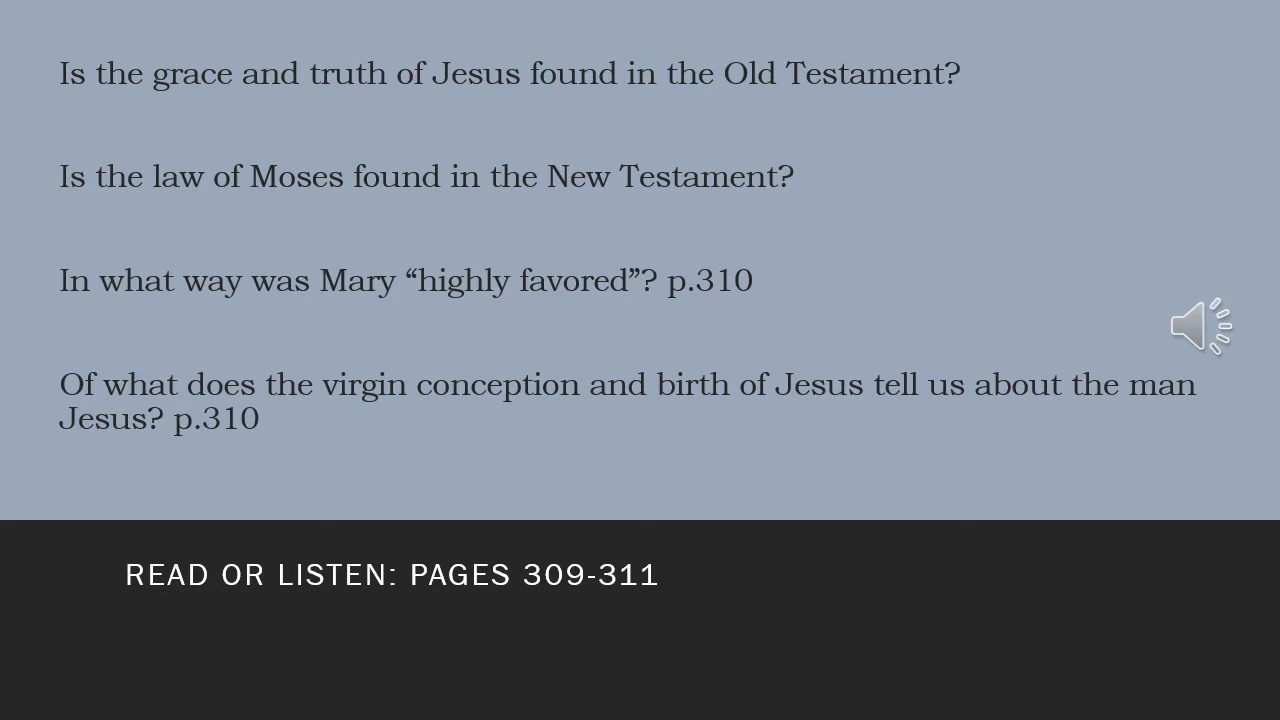 Is the grace and truth of Jesus found in the Old Testament?
Is the law of Moses found in the New Testament?
In what way was Mary “highly favored”? p.310
Of what does the virgin conception and birth of Jesus tell us about the man
Jesus? p.310
READ OR LISTEN: PAGES 309-311